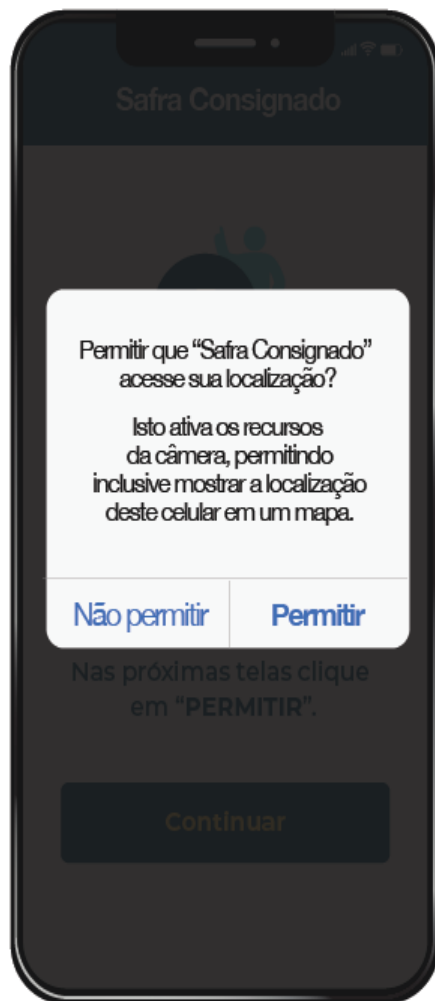 Safra Consignado
Permitir que “Safra Consignado”
acesse sua localização?
Isto ativa os recursos
da câmera, permitindo
inclusive mostrar a localização
deste celular em um mapa.
Não permitir
Permitir
Nas próximas telas clique
em “PERMITIR”.
Continuar